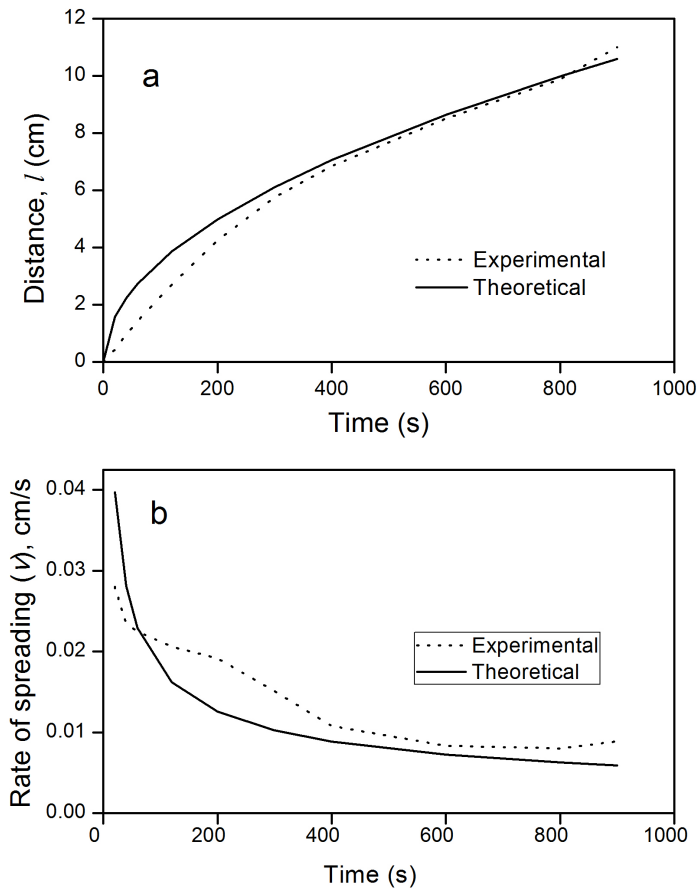 12
10
8
6
4
2
0
Distance, l (cm)
a
Experimental
Theoretical
0 200 400 600 800 1000
Time (s)
0.04
0.03
0.02
0.01
0.00
Rate of spreading (v), cm/s
b
Experimental
Theoretical
0 200 400 600 800 1000
Time (s)